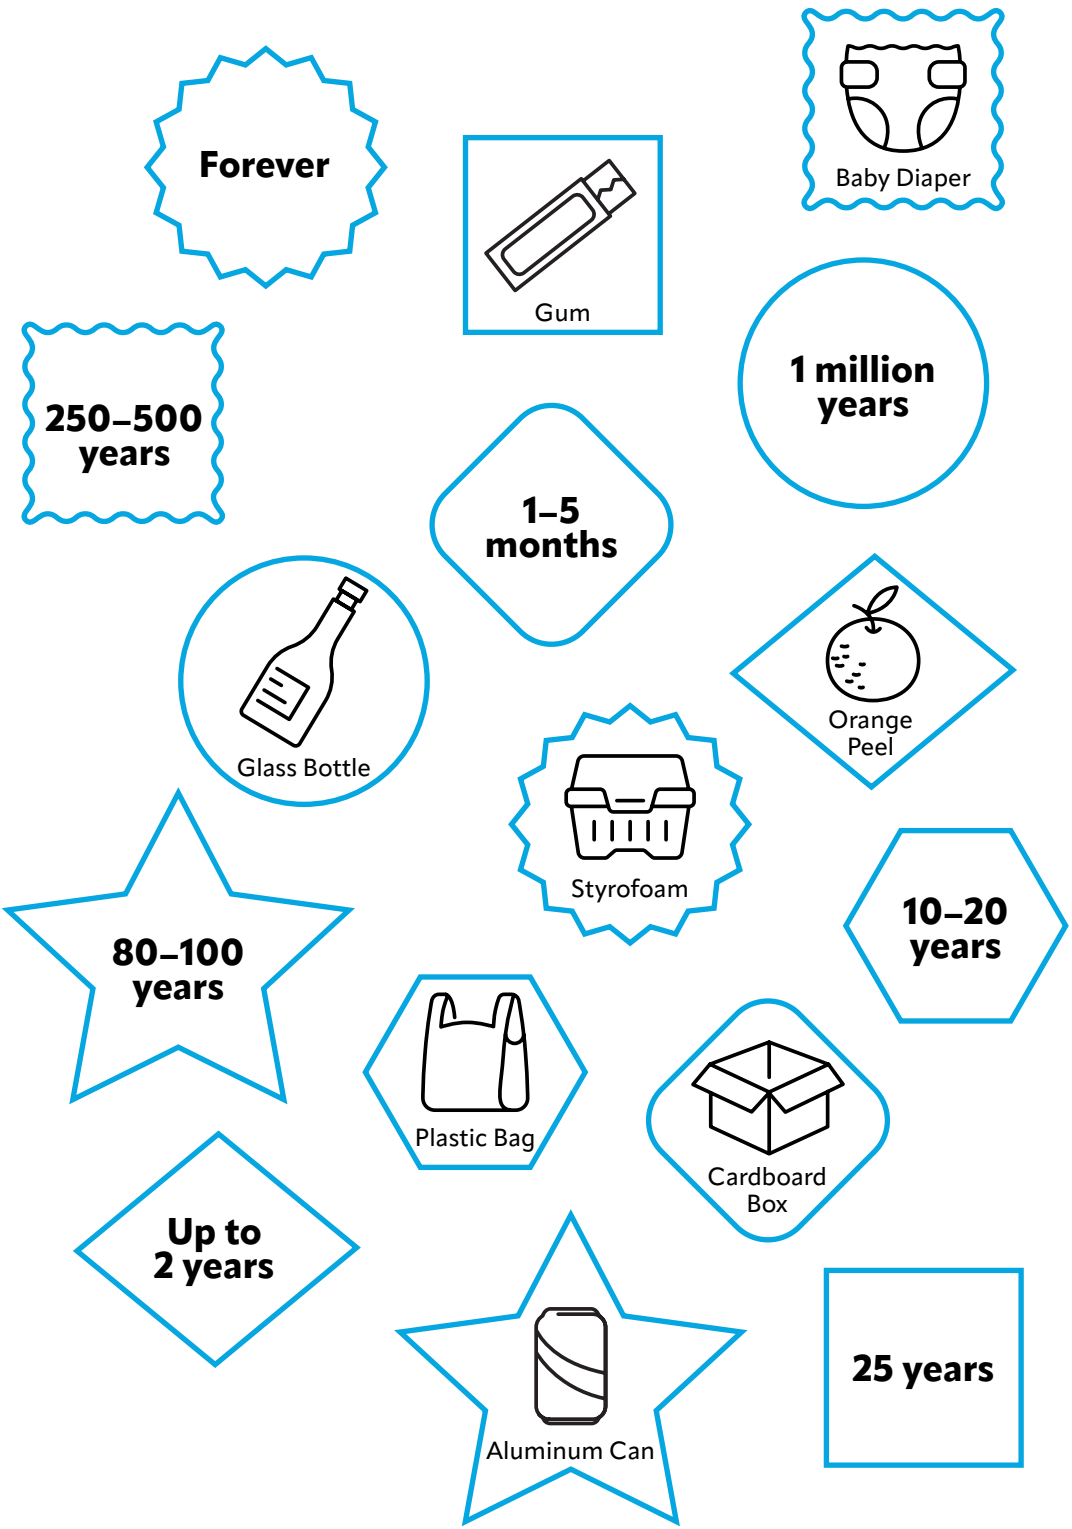 Baby Diaper
Forever
Gum
1 million
years
250–500
years
1–5
months
Orange
Peel
Glass Bottle
Styrofoam
10–20
years
80–100
years
Plastic Bag
Cardboard
Box
Up to
2 years
25 years
Aluminum Can